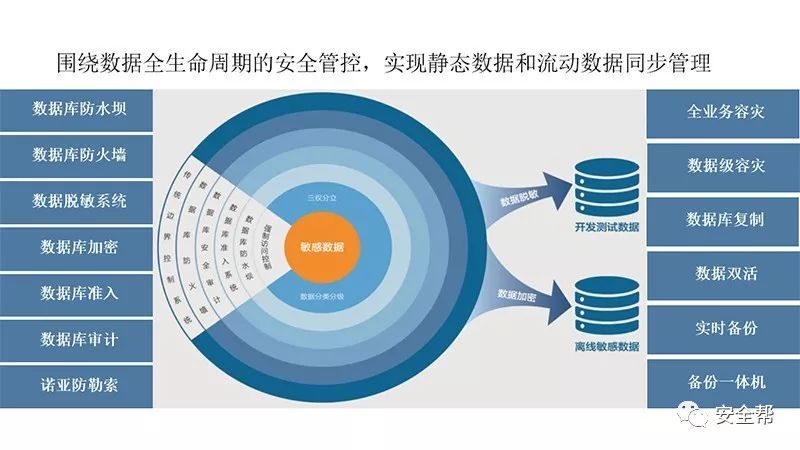 围绕数据全生命周期的安全管控，实现静态数据和流动数据同步管理
数据库防水坝
数据库防火墙
数据脱敏系统
数据库加密
数据库准入
数据库审计
诺亚防勒索
传统边界控制系统
数据库防火墙
数据库安全审计
数据库准入系统
数据库防水坝
强制访问控制
三权分立
敏感数据
数据分类分级
数据脱敏
开发测试数据
数据加密
离线敏感数据
全业务容灾
数据级容灾
数据库复制
数据双活
实时备份
备份一体机
安全帮